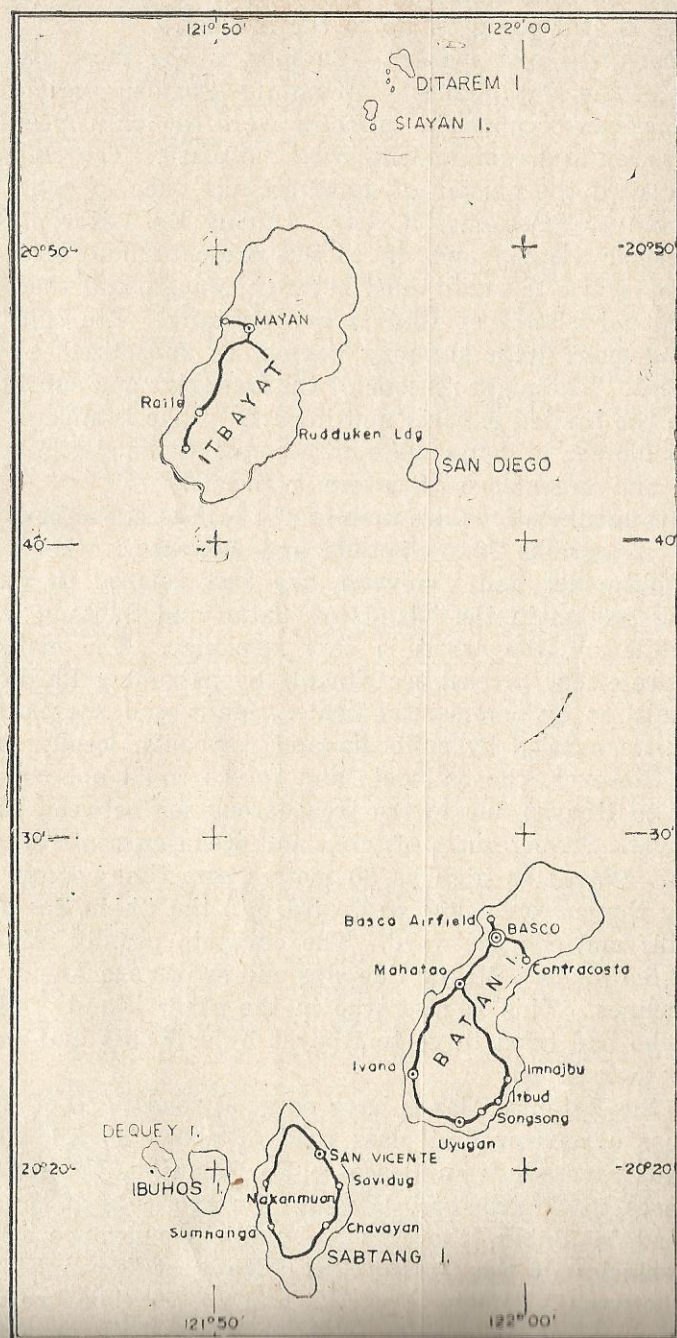 121°50'
122°00
DITAREM I
SIAYAN I.
20°50'
20°50'
MAYAN
Raile
ITBAYAT
Rudduken Ldg
SAN DIEGO
40'
40'
30'
30'
Basco Airfield
BASCO
Mahatao
Contracosta
BATAN I.
Ivana
Imnajbu
Itbud
Songsong
Uyugan
DEQUEY I.
SAN VICENTE
20°20'
20°20'
IBUHOS I.
Nakanmuan
Savidug
Sumnanga
Chavayan
SABTANG I.
121°50'
122°00'